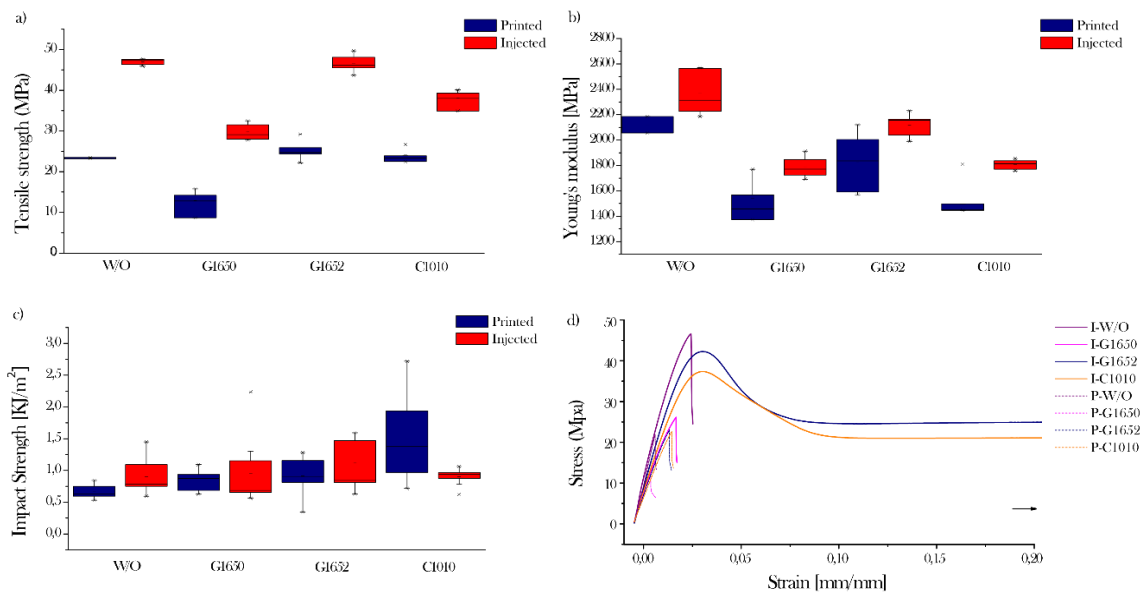 a)
Printed
Injected
Tensile strength (MPa)
50
40
30
20
10
0
W/O
G1650
G1652
C1010
b)
Printed
Injected
Young's modulus [MPa]
2800
2600
2400
2200
2000
1800
1600
1400
1200
W/O
G1650
G1652
C1010
c)
Printed
Injected
Impact Strength [KJ/m²]
3,0
2,5
2,0
1,5
1,0
0,5
0,0
W/O
G1650
G1652
C1010
d)
I-W/O
I-G1650
I-G1652
I-C1010
P-W/O
P-G1650
P-G1652
P-C1010
Stress (Mpa)
50
40
30
20
10
0
0,00
0,05
0,10
0,15
0,20
Strain [mm/mm]